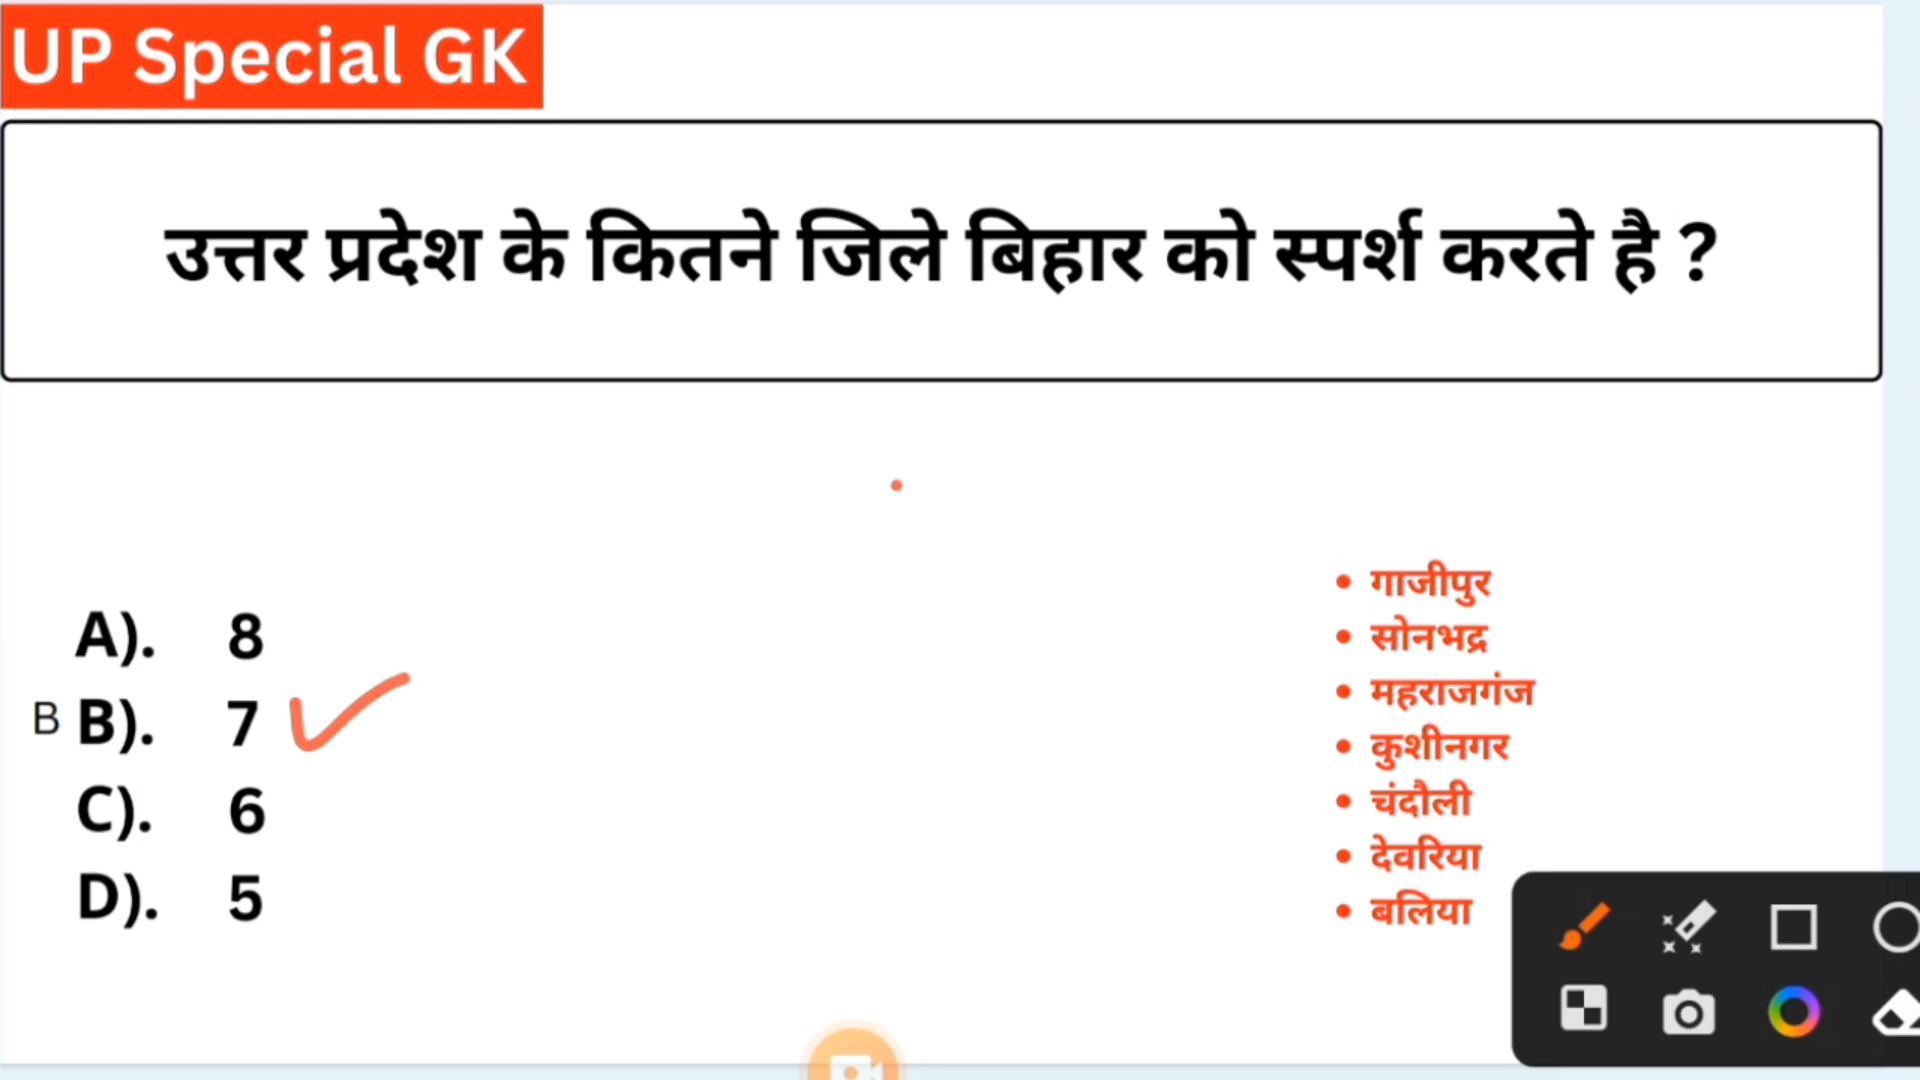 UP Special GK
उत्तर प्रदेश के कितने जिले बिहार को स्पर्श करते है ?
A). 8
B B). 7
C). 6
D). 5
• गाजीपुर
• सोनभद्र
• महराजगंज
• कुशीनगर
• चंदौली
• देवरिया
• बलिया